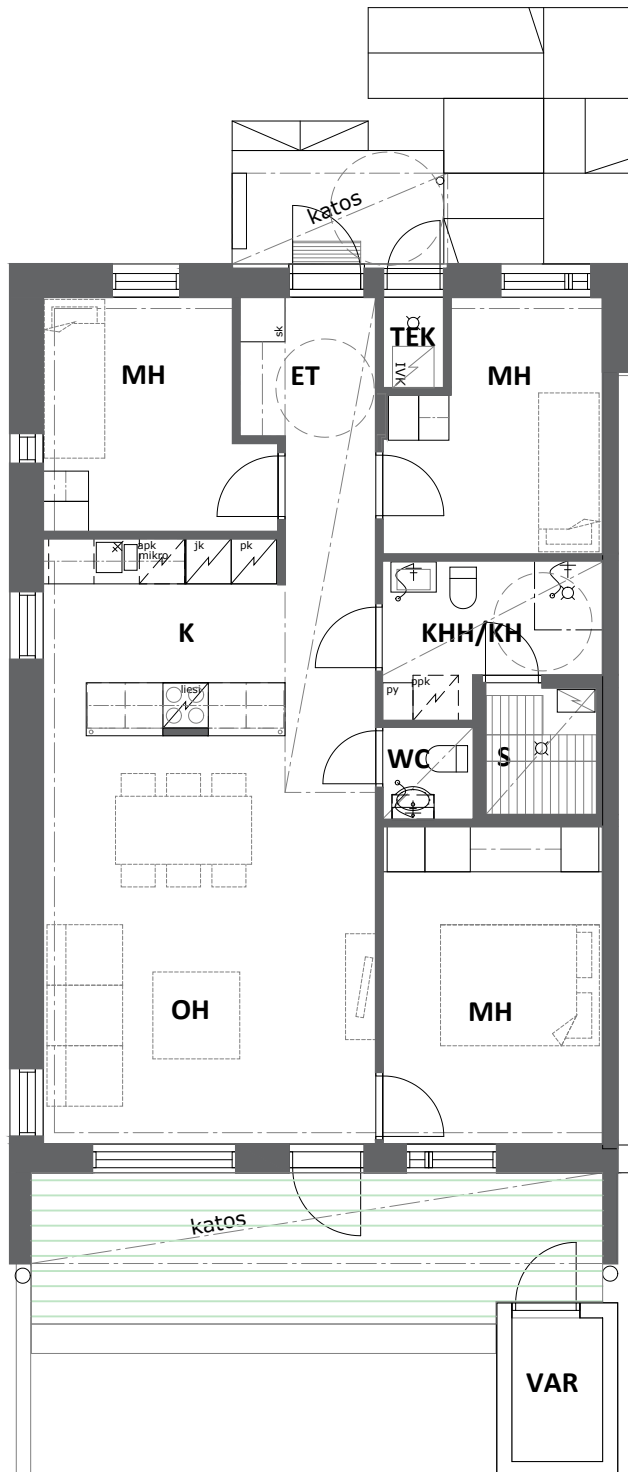 katos
TEK
IVK
sk
MH
ET
MH
apk
mikro
jk
pk
K
KHH/KH
liesi
py
ppk
WC
S
OH
MH
katos
VAR